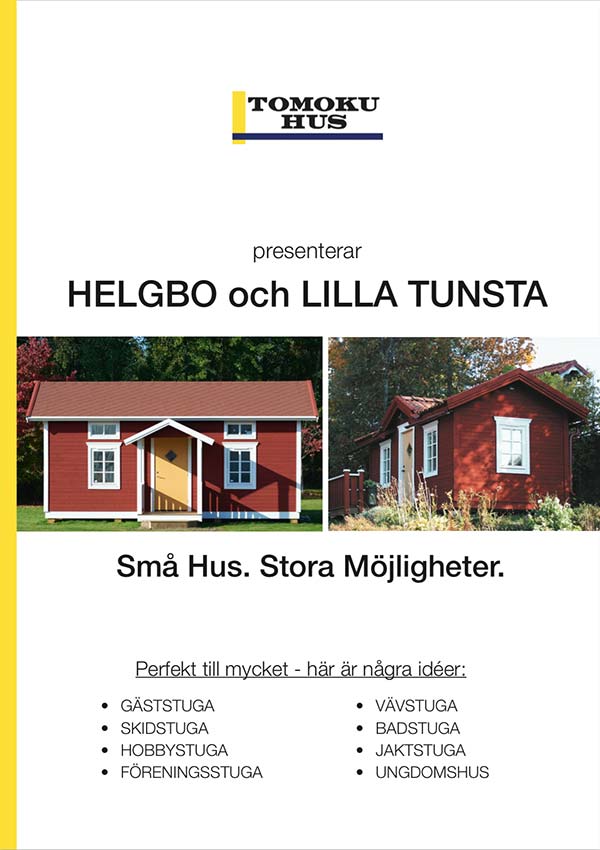 TOMOKU
HUS
presenterar
HELGBO och LILLA TUNSTA
Små Hus. Stora Möjligheter.
Perfekt till mycket - här är några idéer:
• GÄSTSTUGA
• SKIDSTUGA
• HOBBYSTUGA
• FÖRENINGSSTUGA
• VÄVSTUGA
• BADSTUGA
• JAKTSTUGA
• UNGDOMSHUS